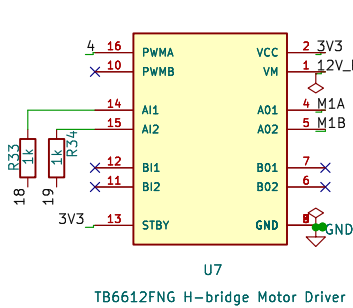 4 16 PWMA VCC 2 3V3
10 PWMB VM 1 12V_
14 AI1 AO1 4 M1A
15 AI2 AO2 5 M1B
R33 1k 1k R34
12 BI1 BO1 7
11 BI2 BO2 6
18 19
3V3 13 STBY GND GND
U7
TB6612FNG H-bridge Motor Driver